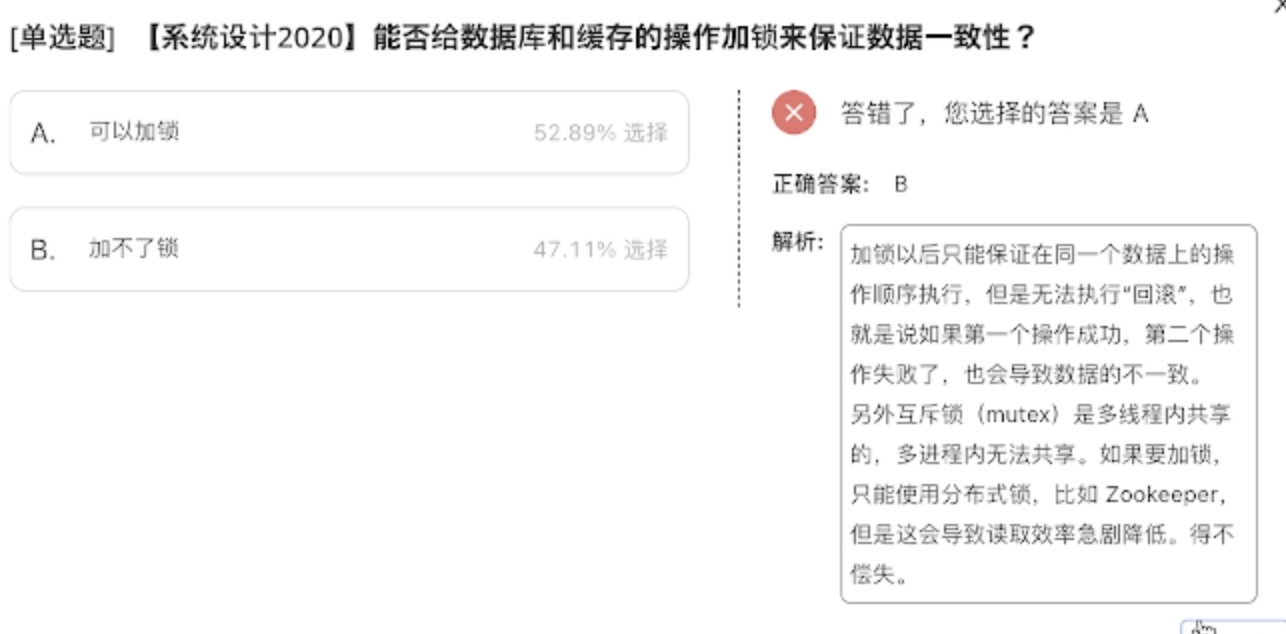 [单选题] 【系统设计2020】能否给数据库和缓存的操作加锁来保证数据一致性？
A. 可以加锁 52.89% 选择
B. 加不了锁 47.11% 选择
答错了，您选择的答案是 A
正确答案: B
解析:
加锁以后只能保证在同一个数据上的操
作顺序执行，但是无法执行“回滚”，也
就是说如果第一个操作成功，第二个操
作失败了，也会导致数据的不一致。
另外互斥锁（mutex）是多线程内共享
的，多进程内无法共享。如果要加锁，
只能使用分布式锁，比如 Zookeeper，
但是这会导致读取效率急剧降低。得不
偿失。